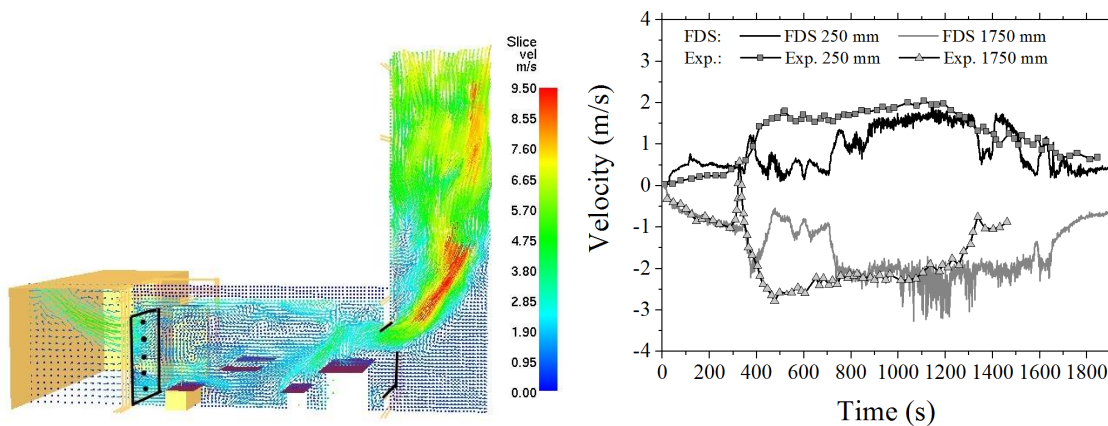 Slice
vel
m/s
9.50
8.55
7.60
6.65
5.70
4.75
3.80
2.85
1.90
0.95
0.00
4
3
2
1
0
-1
-2
-3
-4
Velocity (m/s)
FDS: FDS 250 mm FDS 1750 mm
Exp.: Exp. 250 mm Exp. 1750 mm
0 200 400 600 800 1000 1200 1400 1600 1800
Time (s)